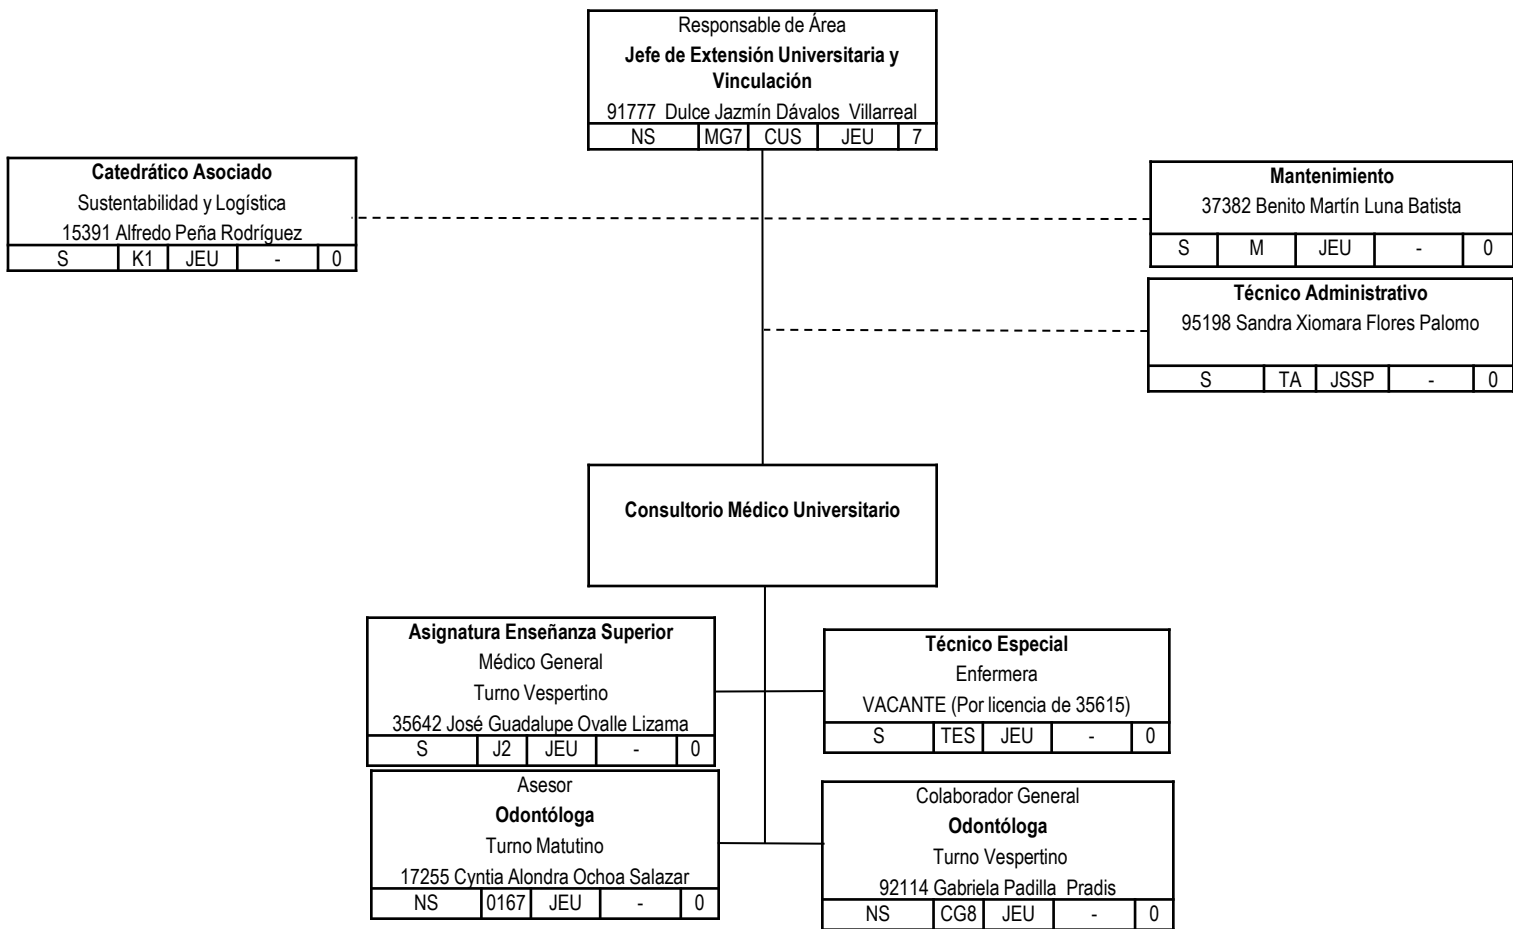 Responsable de Área
Jefe de Extensión Universitaria y
Vinculación
91777 Dulce Jazmín Dávalos Villarreal
NS MG7 CUS JEU 7
Catedrático Asociado
Sustentabilidad y Logística
15391 Alfredo Peña Rodríguez
S K1 JEU - 0
Mantenimiento
37382 Benito Martín Luna Batista
S M JEU - 0
Técnico Administrativo
95198 Sandra Xiomara Flores Palomo
S TA JSSP - 0
Consultorio Médico Universitario
Asignatura Enseñanza Superior
Médico General
Turno Vespertino
35642 José Guadalupe Ovalle Lizama
S J2 JEU - 0
Técnico Especial
Enfermera
VACANTE (Por licencia de 35615)
S TES JEU - 0
Asesor
Odontóloga
Turno Matutino
17255 Cyntia Alondra Ochoa Salazar
NS 0167 JEU - 0
Colaborador General
Odontóloga
Turno Vespertino
92114 Gabriela Padilla Pradis
NS CG8 JEU - 0